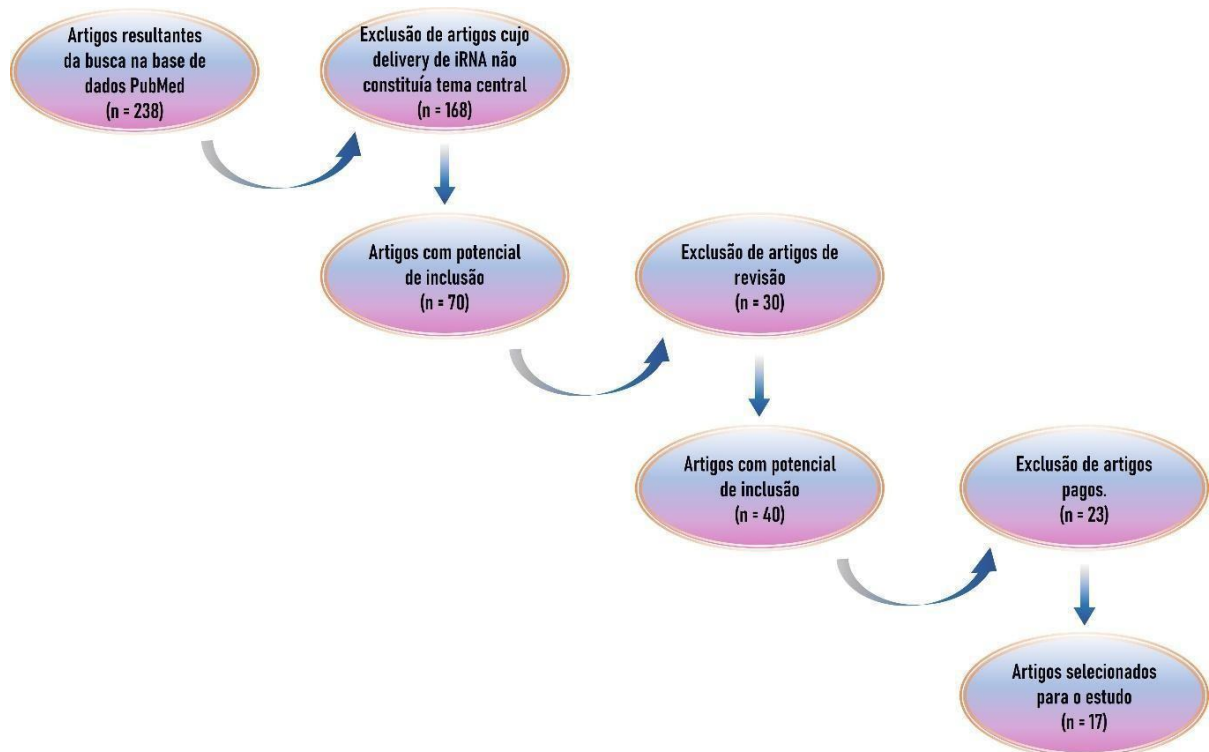 Artigos resultantes
da busca na base de
dados PubMed
(n = 238)
Exclusão de artigos cujo
delivery de iRNA não
constituía tema central
(n = 168)
Artigos com potencial
de inclusão
(n = 70)
Exclusão de artigos de
revisão
(n = 30)
Artigos com potencial
de inclusão
(n = 40)
Exclusão de artigos
pagos.
(n = 23)
Artigos selecionados
para o estudo
(n = 17)